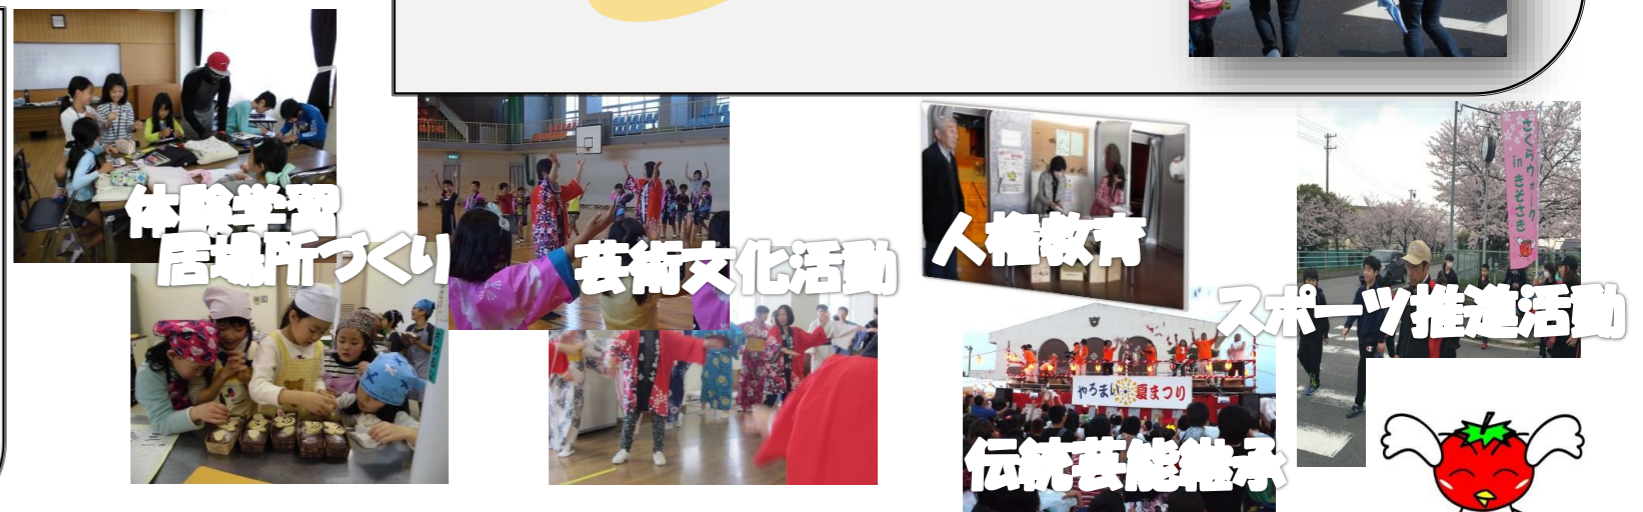 体験学習
居場所づくり
芸術文化活動
人権教育
さくらウォーク
in きそさき
スポーツ推進活動
やろまい夏まつり
伝統芸能継承